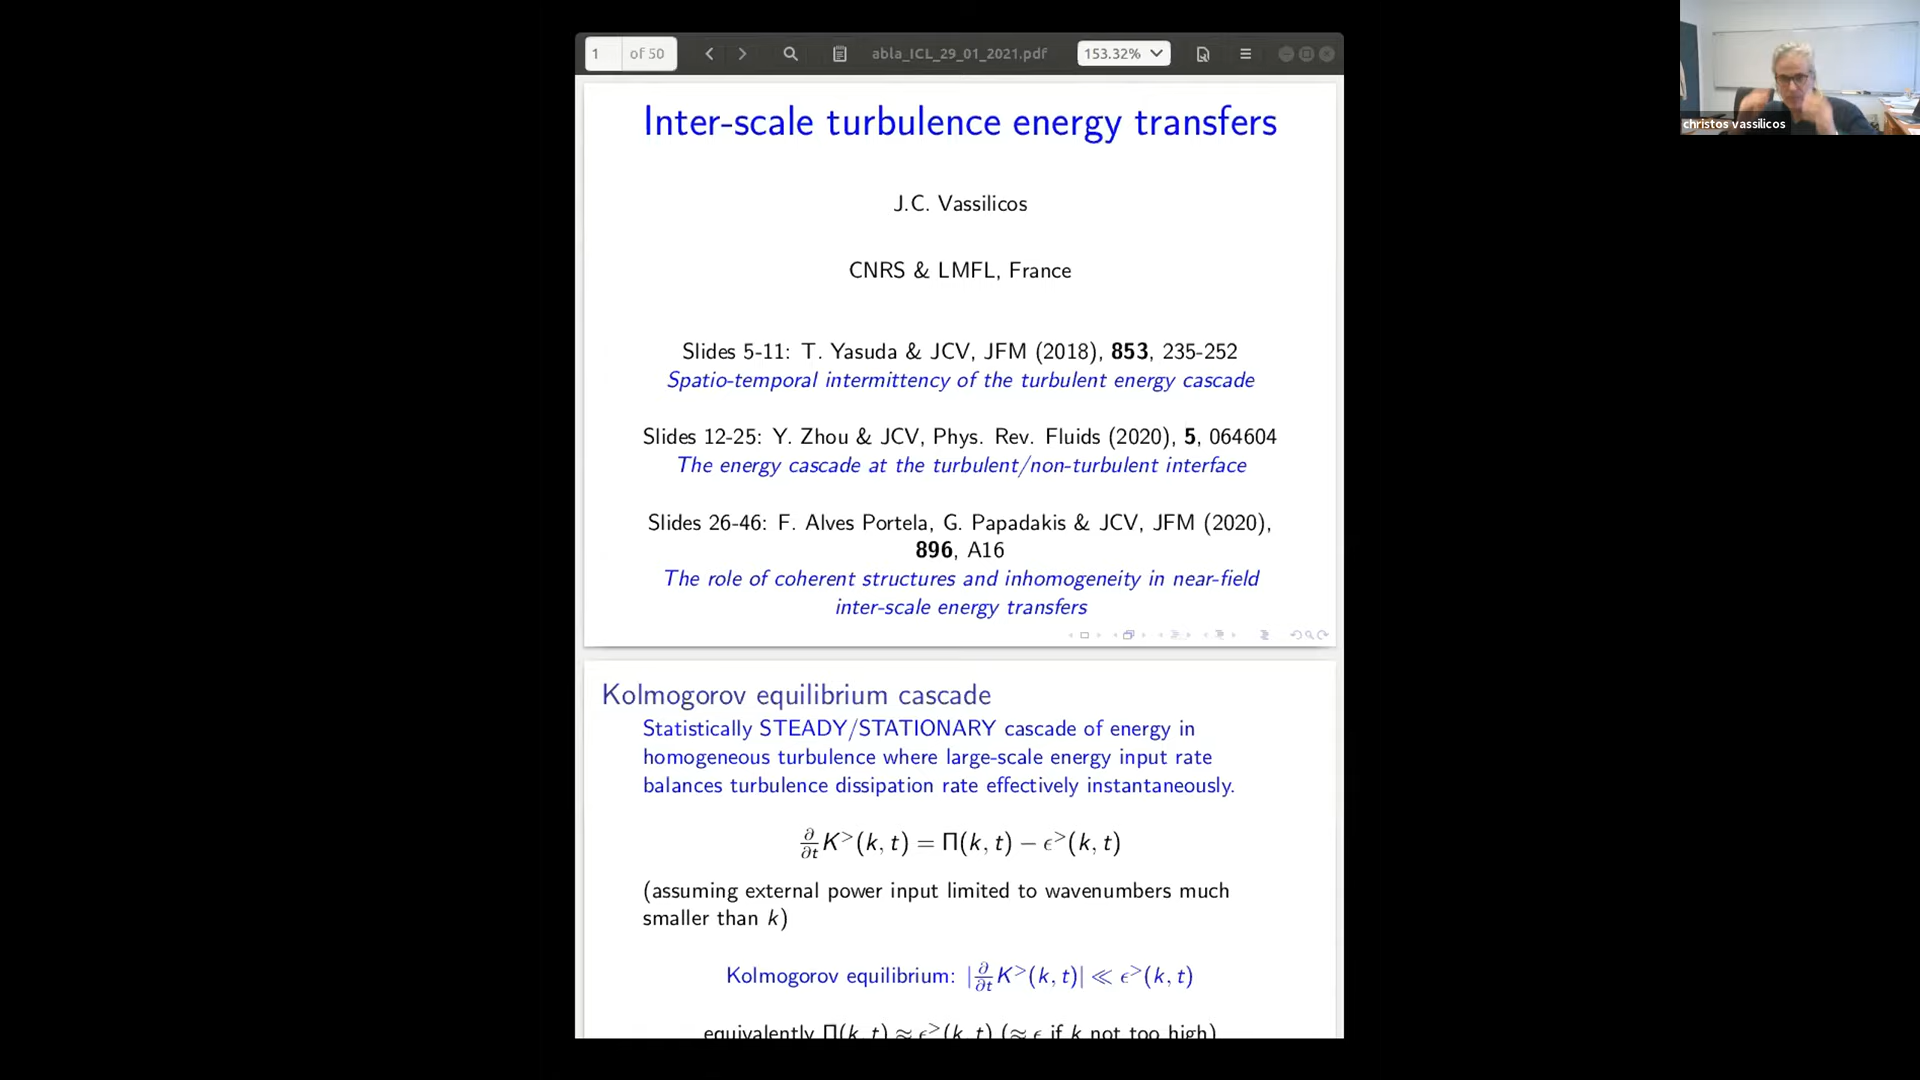 1 of 50 abla_ICL_29_01_2021.pdf 153.32%
christos vassilicos
Inter-scale turbulence energy transfers
J.C. Vassilicos
CNRS & LMFL, France
Slides 5-11: T. Yasuda & JCV, JFM (2018), 853, 235-252
Spatio-temporal intermittency of the turbulent energy cascade
Slides 12-25: Y. Zhou & JCV, Phys. Rev. Fluids (2020), 5, 064604
The energy cascade at the turbulent/non-turbulent interface
Slides 26-46: F. Alves Portela, G. Papadakis & JCV, JFM (2020),
896, A16
The role of coherent structures and inhomogeneity in near-field
inter-scale energy transfers
Kolmogorov equilibrium cascade
Statistically STEADY/STATIONARY cascade of energy in
homogeneous turbulence where large-scale energy input rate
balances turbulence dissipation rate effectively instantaneously.
∂/∂t K^>(k, t) = Π(k, t) − ϵ^>(k, t)
(assuming external power input limited to wavenumbers much
smaller than k)
Kolmogorov equilibrium: |∂/∂t K^>(k, t)| ≪ ϵ^>(k, t)
equivalently Π(k, t) ≈ ϵ^>(k, t) (≈ ϵ if k not too high)